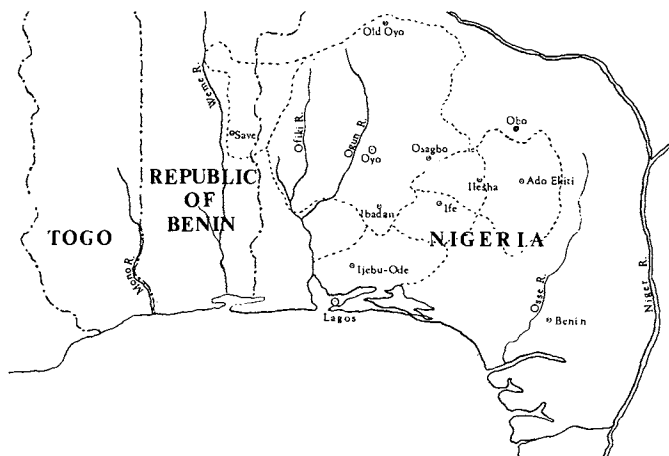 Old Oyo
Weme R.
Save
Ofiki R.
Ogun R.
Oyo
Osagbo
Obo
Ilesha
Ado Ekiti
REPUBLIC
OF
BENIN
Ibadan
Ife
TOGO
NIGERIA
Mono R.
Ijebu-Ode
Osse R.
Niger R.
Lagos
Benin